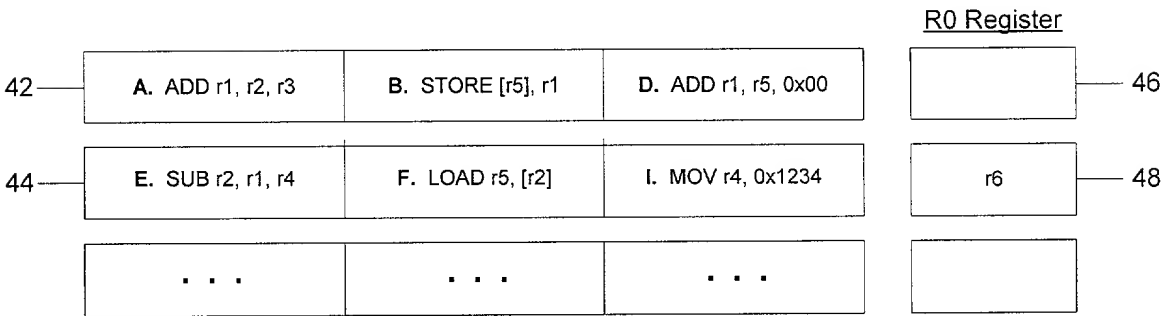 R0 Register
42 A. ADD r1, r2, r3 B. STORE [r5], r1 D. ADD r1, r5, 0x00 46
44 E. SUB r2, r1, r4 F. LOAD r5, [r2] I. MOV r4, 0x1234 r6 48
. . . . . . . . .